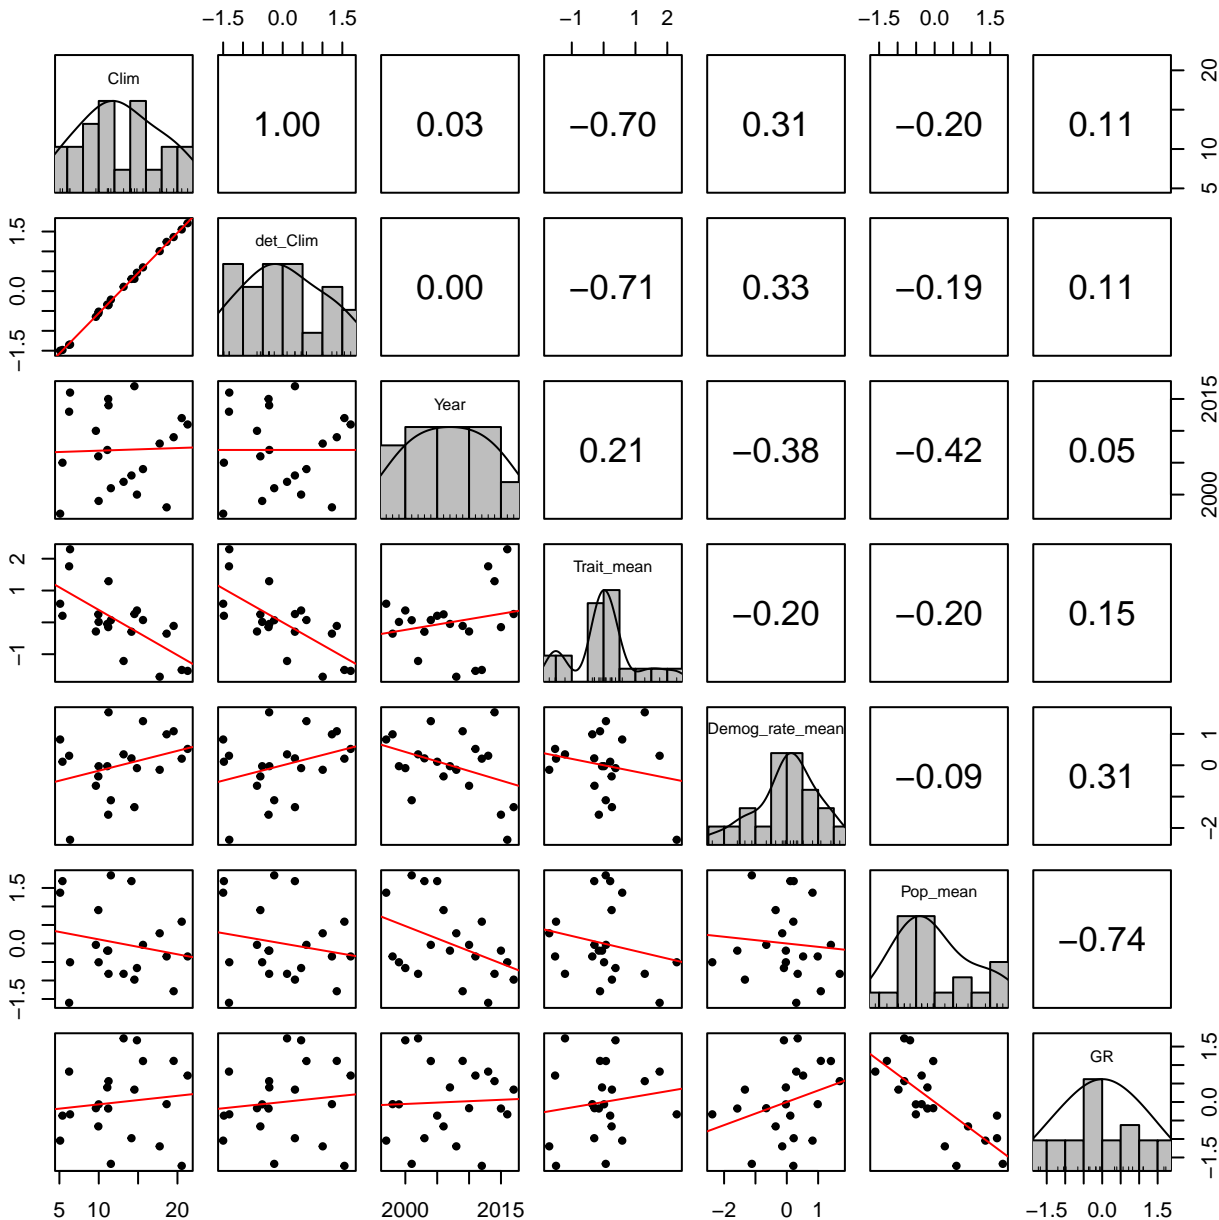 −1.5 0.0 1.5 −1 1 2 −1.5 0.0 1.5
Clim 1.00 0.03 −0.70 0.31 −0.20 0.11 5 10 20
−1.5 0.0 1.5 det_Clim 0.00 −0.71 0.33 −0.19 0.11
Year 0.21 −0.38 −0.42 0.05 2000 2015
−1 1 2 Trait_mean −0.20 −0.20 0.15
Demog_rate_mean −0.09 0.31 −2 0 1
−1.5 0.0 1.5 Pop_mean −0.74
GR −1.5 0.0 1.5
5 10 20 2000 2015 −2 0 1 −1.5 0.0 1.5